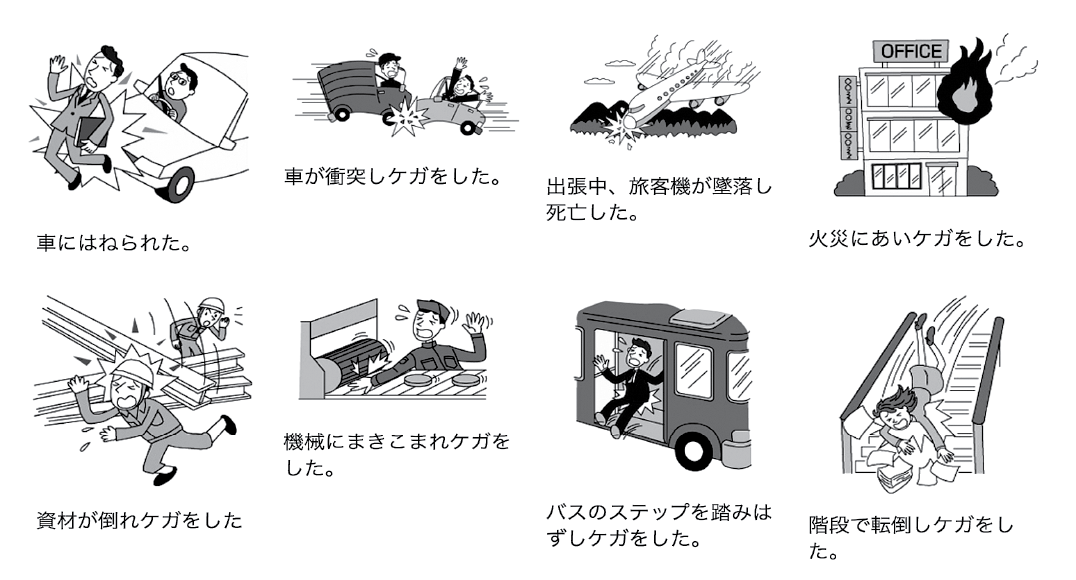 OFFICE
車にはねられた。
車が衝突しケガをした。
出張中、旅客機が墜落し
死亡した。
火災にあいケガをした。
資材が倒れケガをした
機械にまきこまれケガを
した。
バスのステップを踏みは
ずしケガをした。
階段で転倒しケガをし
た。